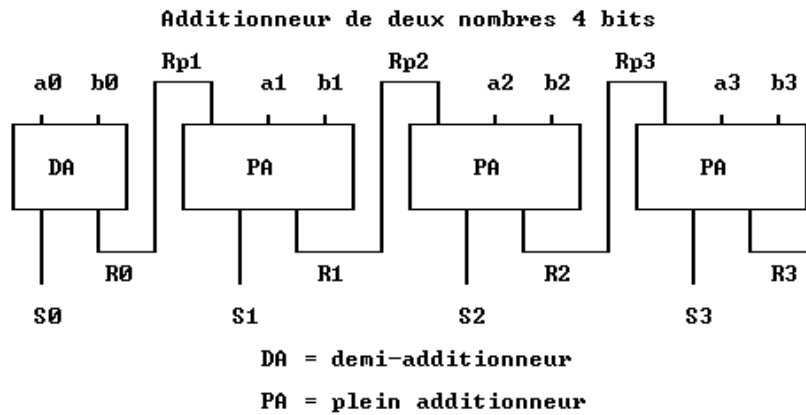 Additionneur de deux nombres 4 bits
Rp1 Rp2 Rp3
a0 b0 a1 b1 a2 b2 a3 b3
DA PA PA PA
R0 R1 R2 R3
S0 S1 S2 S3
DA = demi-additionneur
PA = plein additionneur